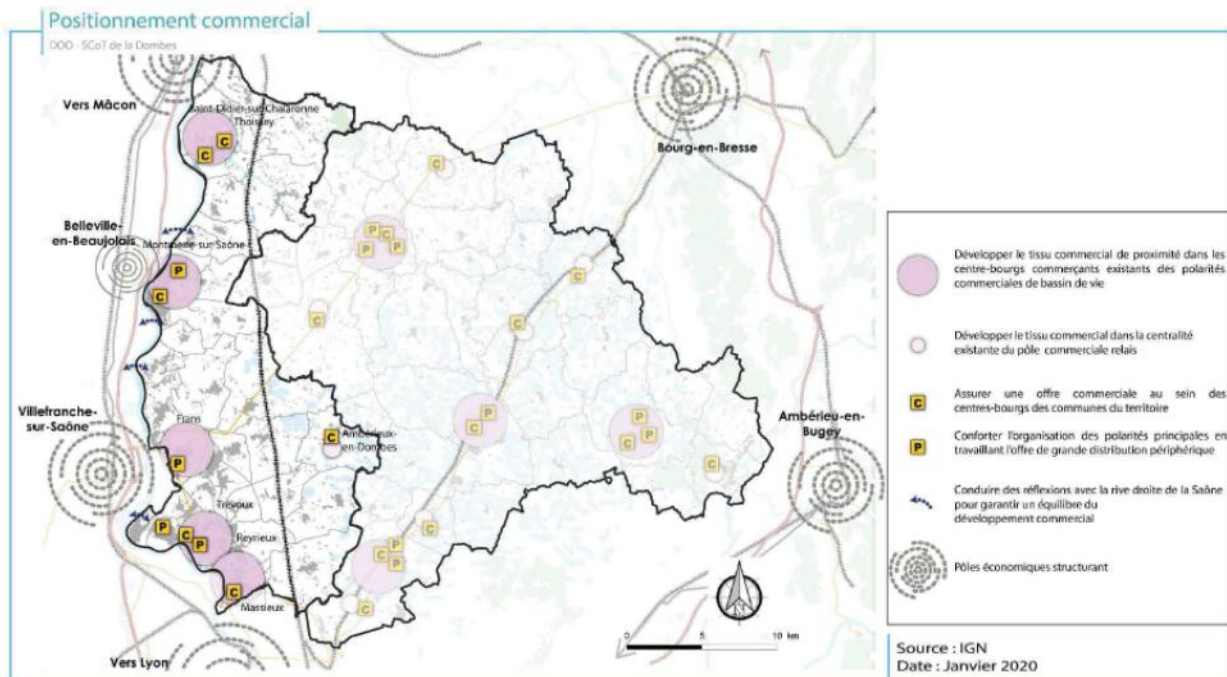 Positionnement commercial
DOO - SCoT de la Dombes
Vers Mâcon
Saint-Didier-sur-Chalaronne
Thoissey
Bourg-en-Bresse
C
C
C
Belleville-
en-Beaujolais
Montmerle-sur-Saône
P
C
P
C
P
P
C
C
C
Villefranche-
sur-Saône
Frans
P
C
Ambérieux-
en-Dombes
P
C
P
C
P
C
Ambérieu-en-
Bugey
Trévoux
P
C
P
Reyrieux
C
P
C
P
C
Massieux
C
Vers Lyon
0 5 10 km
Développer le tissu commercial de proximité dans les
centre-bourgs commerçants existants des polarités
commerciales de bassin de vie
Développer le tissu commercial dans la centralité
existante du pôle commerciale relais
C
Assurer une offre commerciale au sein des
centres-bourgs des communes du territoire
P
Conforter l'organisation des polarités principales en
travaillant l'offre de grande distribution périphérique
Conduire des réflexions avec la rive droite de la Saône
pour garantir un équilibre du
développement commercial
Pôles économiques structurant
Source : IGN
Date : Janvier 2020